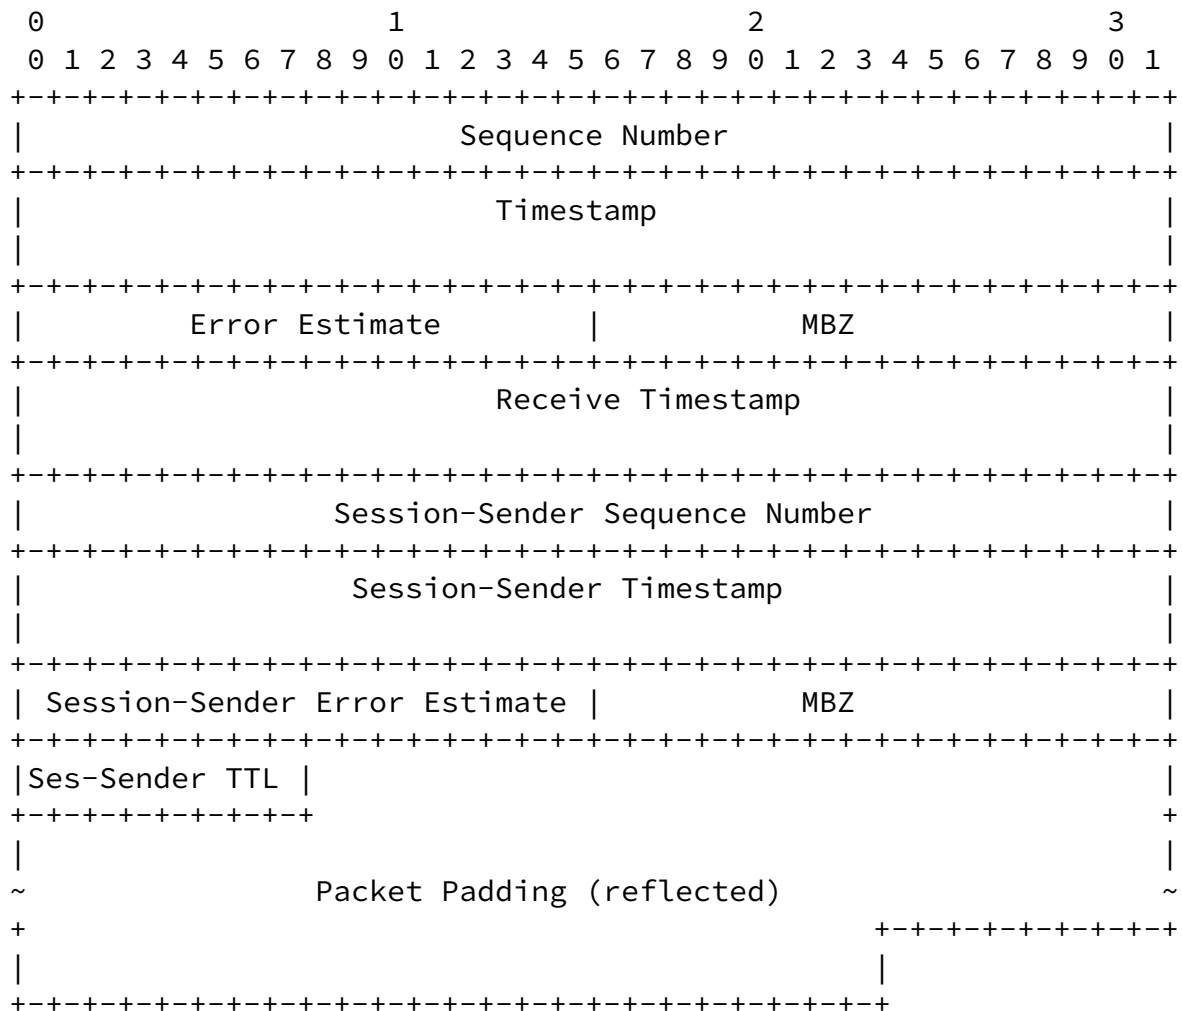 0                   1                   2                   3
 0 1 2 3 4 5 6 7 8 9 0 1 2 3 4 5 6 7 8 9 0 1 2 3 4 5 6 7 8 9 0 1
+-+-+-+-+-+-+-+-+-+-+-+-+-+-+-+-+-+-+-+-+-+-+-+-+-+-+-+-+-+-+-+-+
|                        Sequence Number                        |
+-+-+-+-+-+-+-+-+-+-+-+-+-+-+-+-+-+-+-+-+-+-+-+-+-+-+-+-+-+-+-+-+
|                          Timestamp                            |
|                                                               |
+-+-+-+-+-+-+-+-+-+-+-+-+-+-+-+-+-+-+-+-+-+-+-+-+-+-+-+-+-+-+-+-+
|         Error Estimate        |           MBZ                 |
+-+-+-+-+-+-+-+-+-+-+-+-+-+-+-+-+-+-+-+-+-+-+-+-+-+-+-+-+-+-+-+-+
|                          Receive Timestamp                    |
|                                                               |
+-+-+-+-+-+-+-+-+-+-+-+-+-+-+-+-+-+-+-+-+-+-+-+-+-+-+-+-+-+-+-+-+
|                 Session-Sender Sequence Number                |
+-+-+-+-+-+-+-+-+-+-+-+-+-+-+-+-+-+-+-+-+-+-+-+-+-+-+-+-+-+-+-+-+
|                  Session-Sender Timestamp                     |
|                                                               |
+-+-+-+-+-+-+-+-+-+-+-+-+-+-+-+-+-+-+-+-+-+-+-+-+-+-+-+-+-+-+-+-+
| Session-Sender Error Estimate |           MBZ                 |
+-+-+-+-+-+-+-+-+-+-+-+-+-+-+-+-+-+-+-+-+-+-+-+-+-+-+-+-+-+-+-+-+
|Ses-Sender TTL |                                               |
+-+-+-+-+-+-+-+-+                                               +
|                                                               |
~                Packet Padding (reflected)                     ~
+                                               +-+-+-+-+-+-+-+-+
|                                               |
+-+-+-+-+-+-+-+-+-+-+-+-+-+-+-+-+-+-+-+-+-+-+-+-+